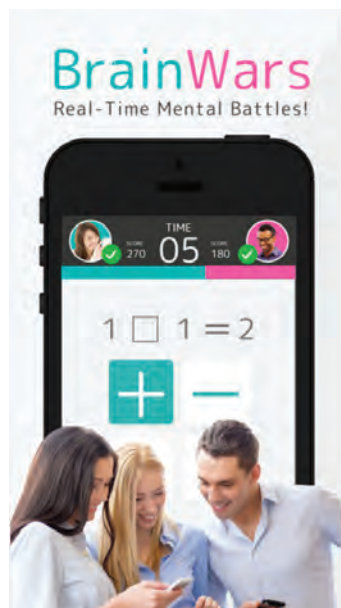 BrainWars
Real-Time Mental Battles!
TIME
SCORE 270 05 SCORE 180
1 □ 1 = 2
+ −